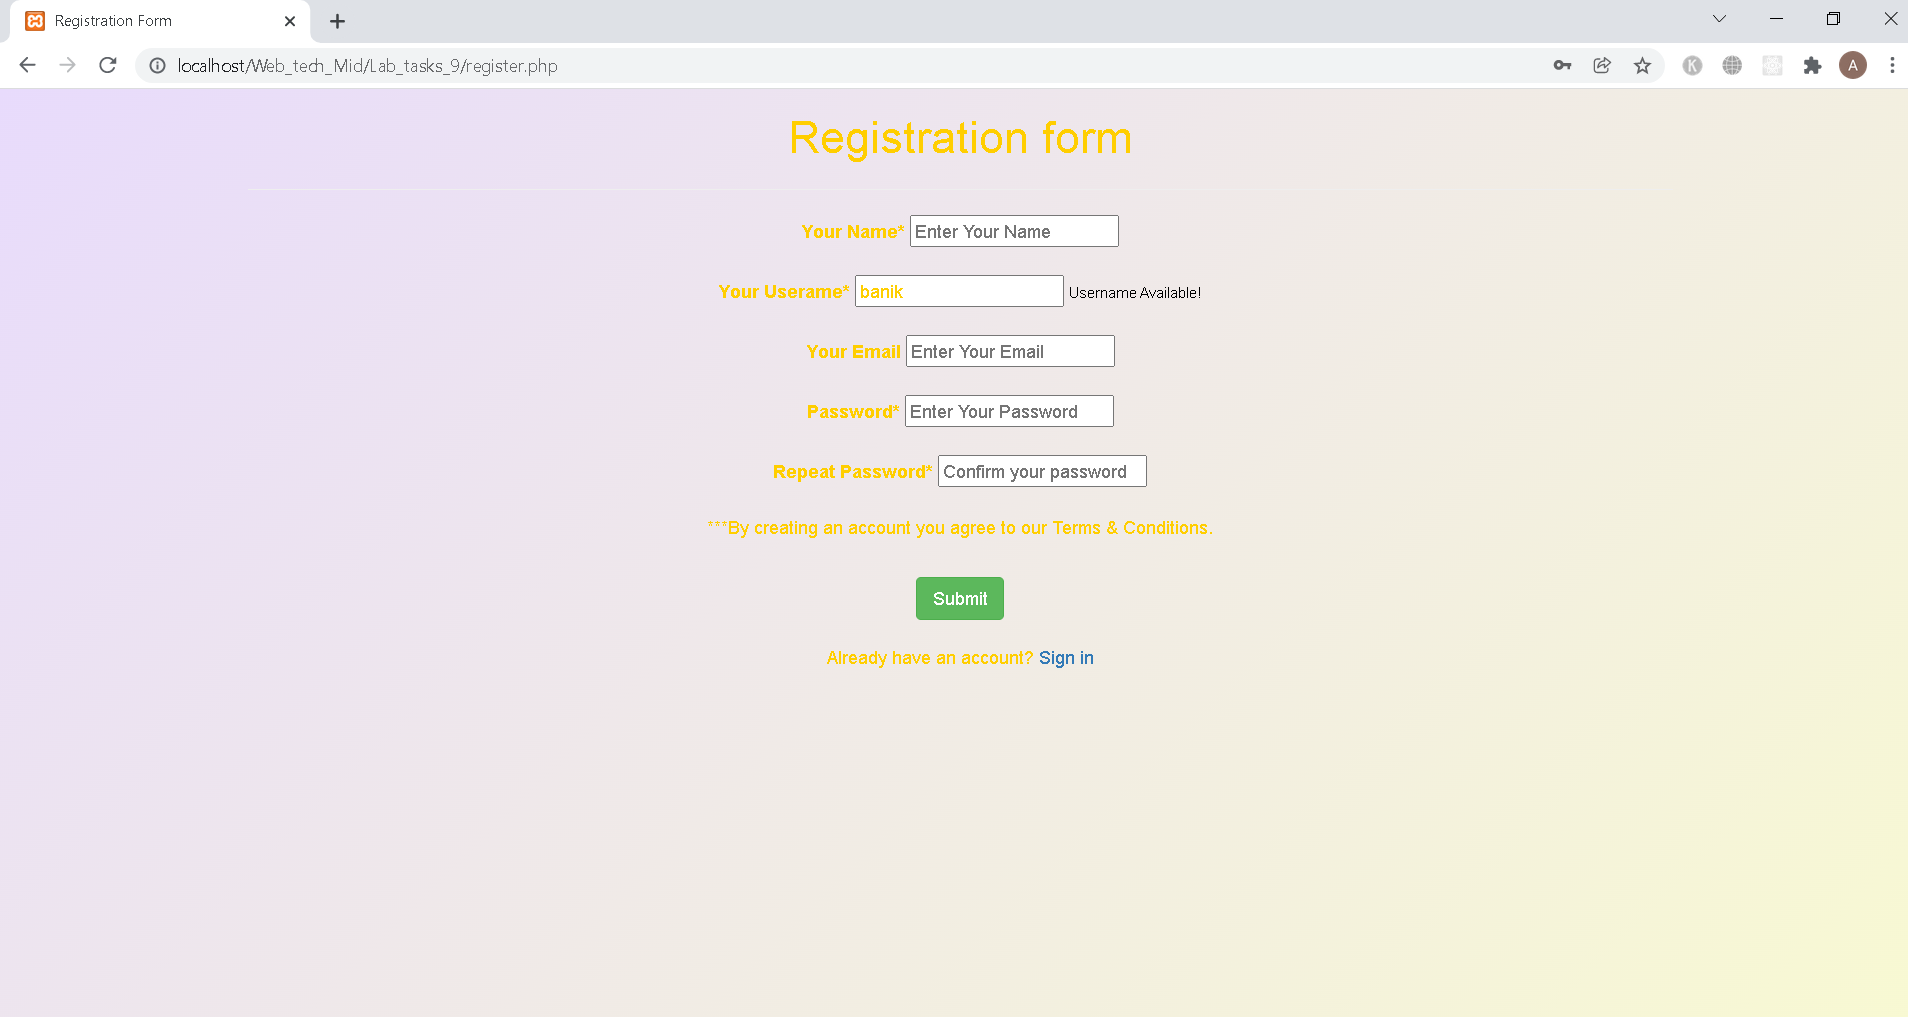 Registration Form
localhost/Web_tech_Mid/Lab_tasks_9/register.php
K
A
Registration form
Your Name* Enter Your Name
Your Userame* banik Username Available!
Your Email Enter Your Email
Password* Enter Your Password
Repeat Password* Confirm your password
***By creating an account you agree to our Terms & Conditions.
Submit
Already have an account? Sign in